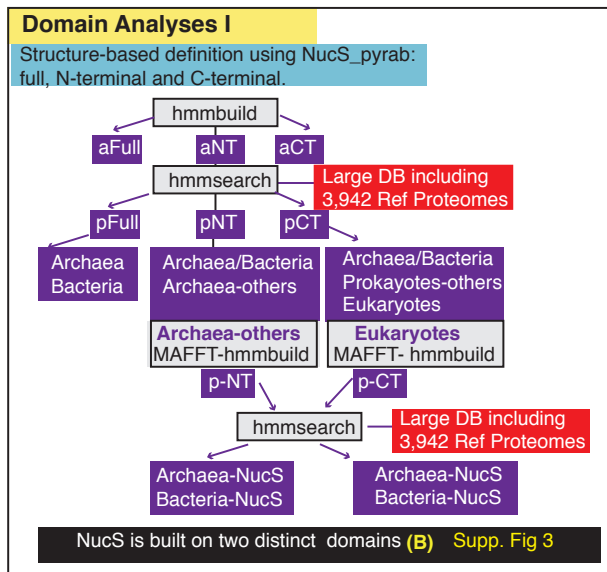 Domain Analyses I
Structure-based definition using NucS_pyrab:
full, N-terminal and C-terminal.
hmmbuild
aFull aNT aCT
hmmsearch
Large DB including
3,942 Ref Proteomes
pFull pNT pCT
Archaea
Bacteria
Archaea/Bacteria
Archaea-others
Archaea/Bacteria
Prokayotes-others
Eukaryotes
Archaea-others
MAFFT-hmmbuild
Eukaryotes
MAFFT- hmmbuild
p-NT p-CT
hmmsearch
Large DB including
3,942 Ref Proteomes
Archaea-NucS
Bacteria-NucS
Archaea-NucS
Bacteria-NucS
NucS is built on two distinct domains (B) Supp. Fig 3